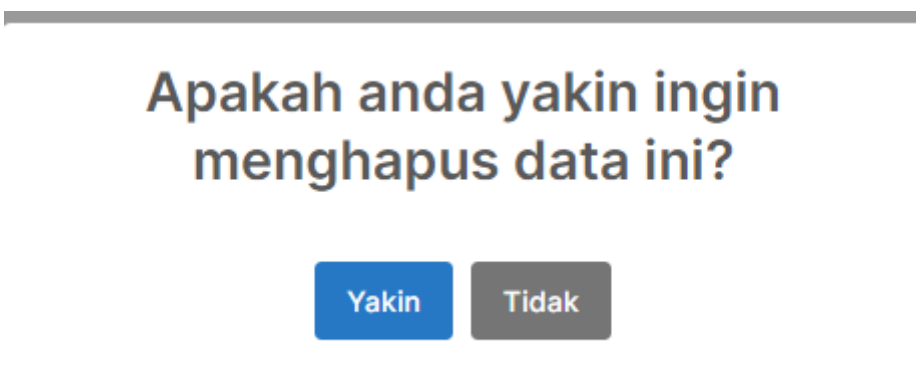 Apakah anda yakin ingin
menghapus data ini?
Yakin Tidak